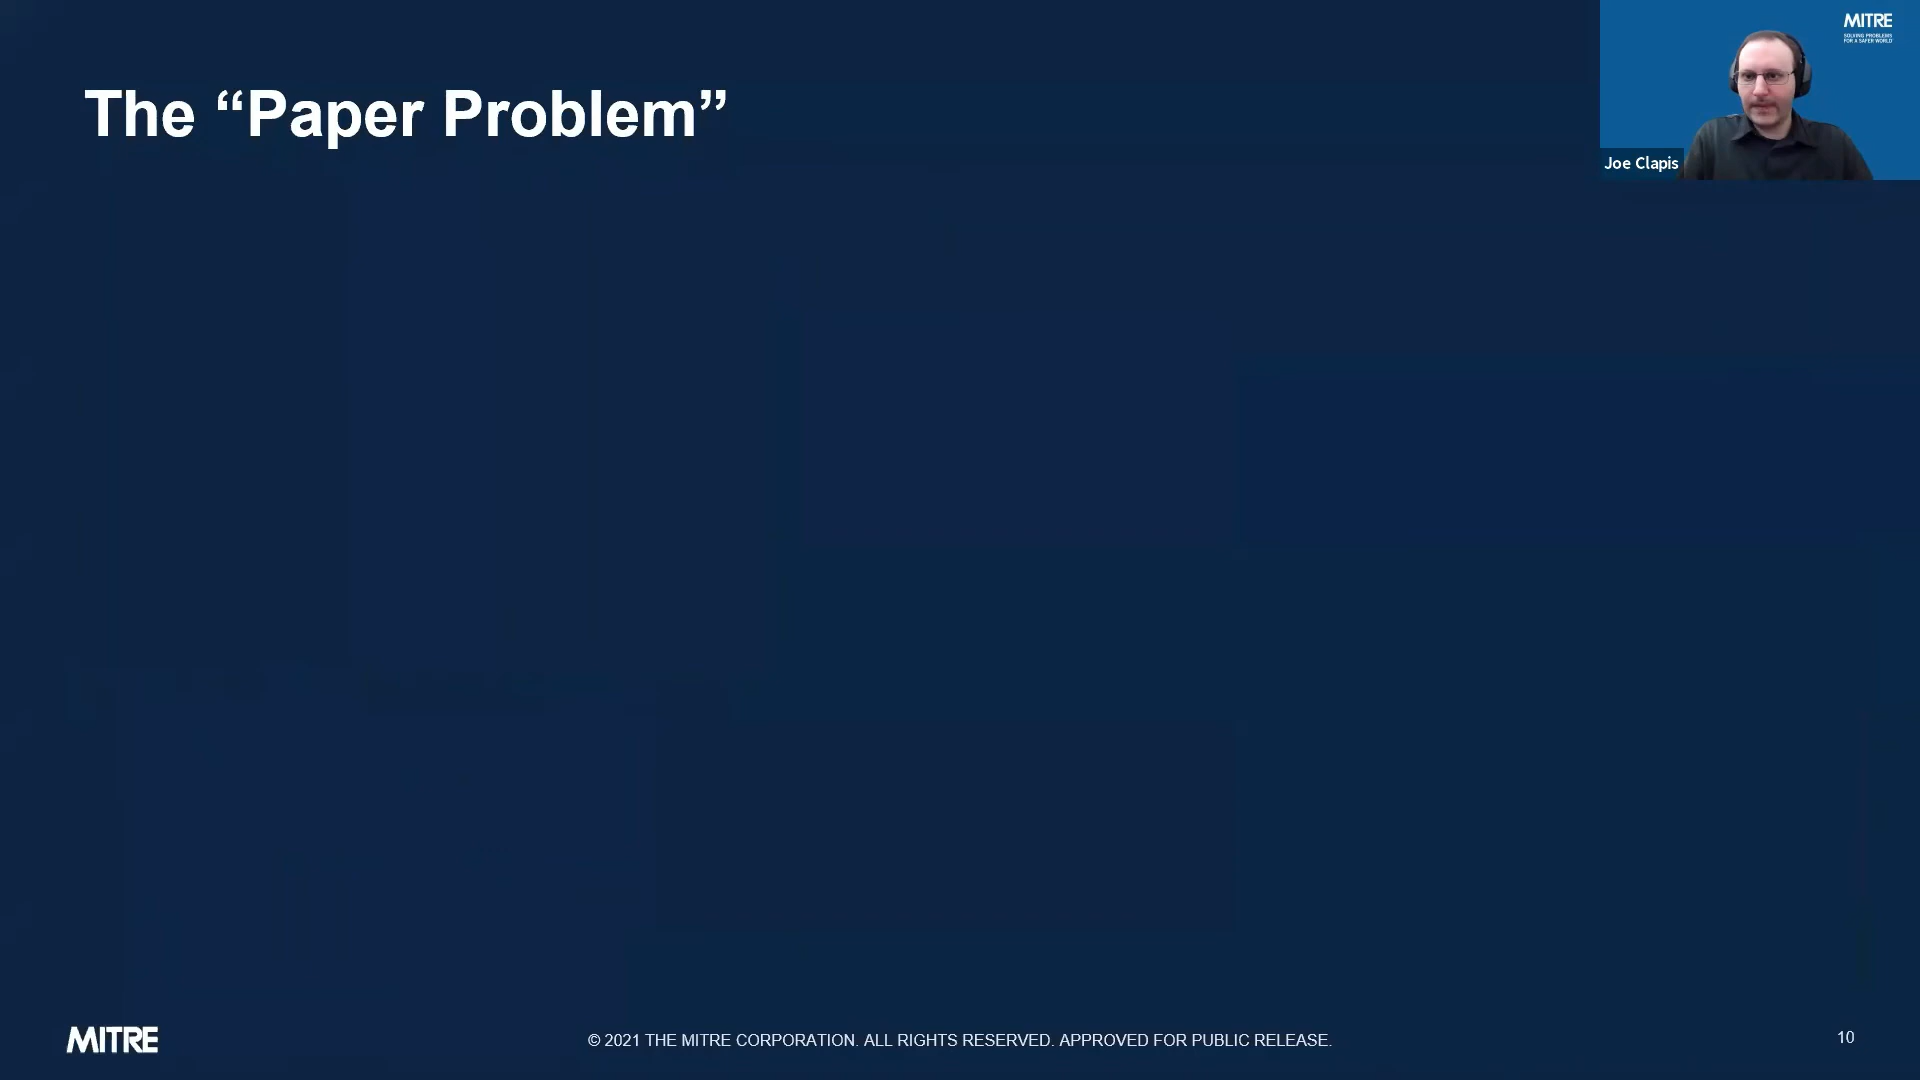 The “Paper Problem”
MITRE
SOLVING PROBLEMS
FOR A SAFER WORLD
Joe Clapis
MITRE
© 2021 THE MITRE CORPORATION. ALL RIGHTS RESERVED. APPROVED FOR PUBLIC RELEASE.
10